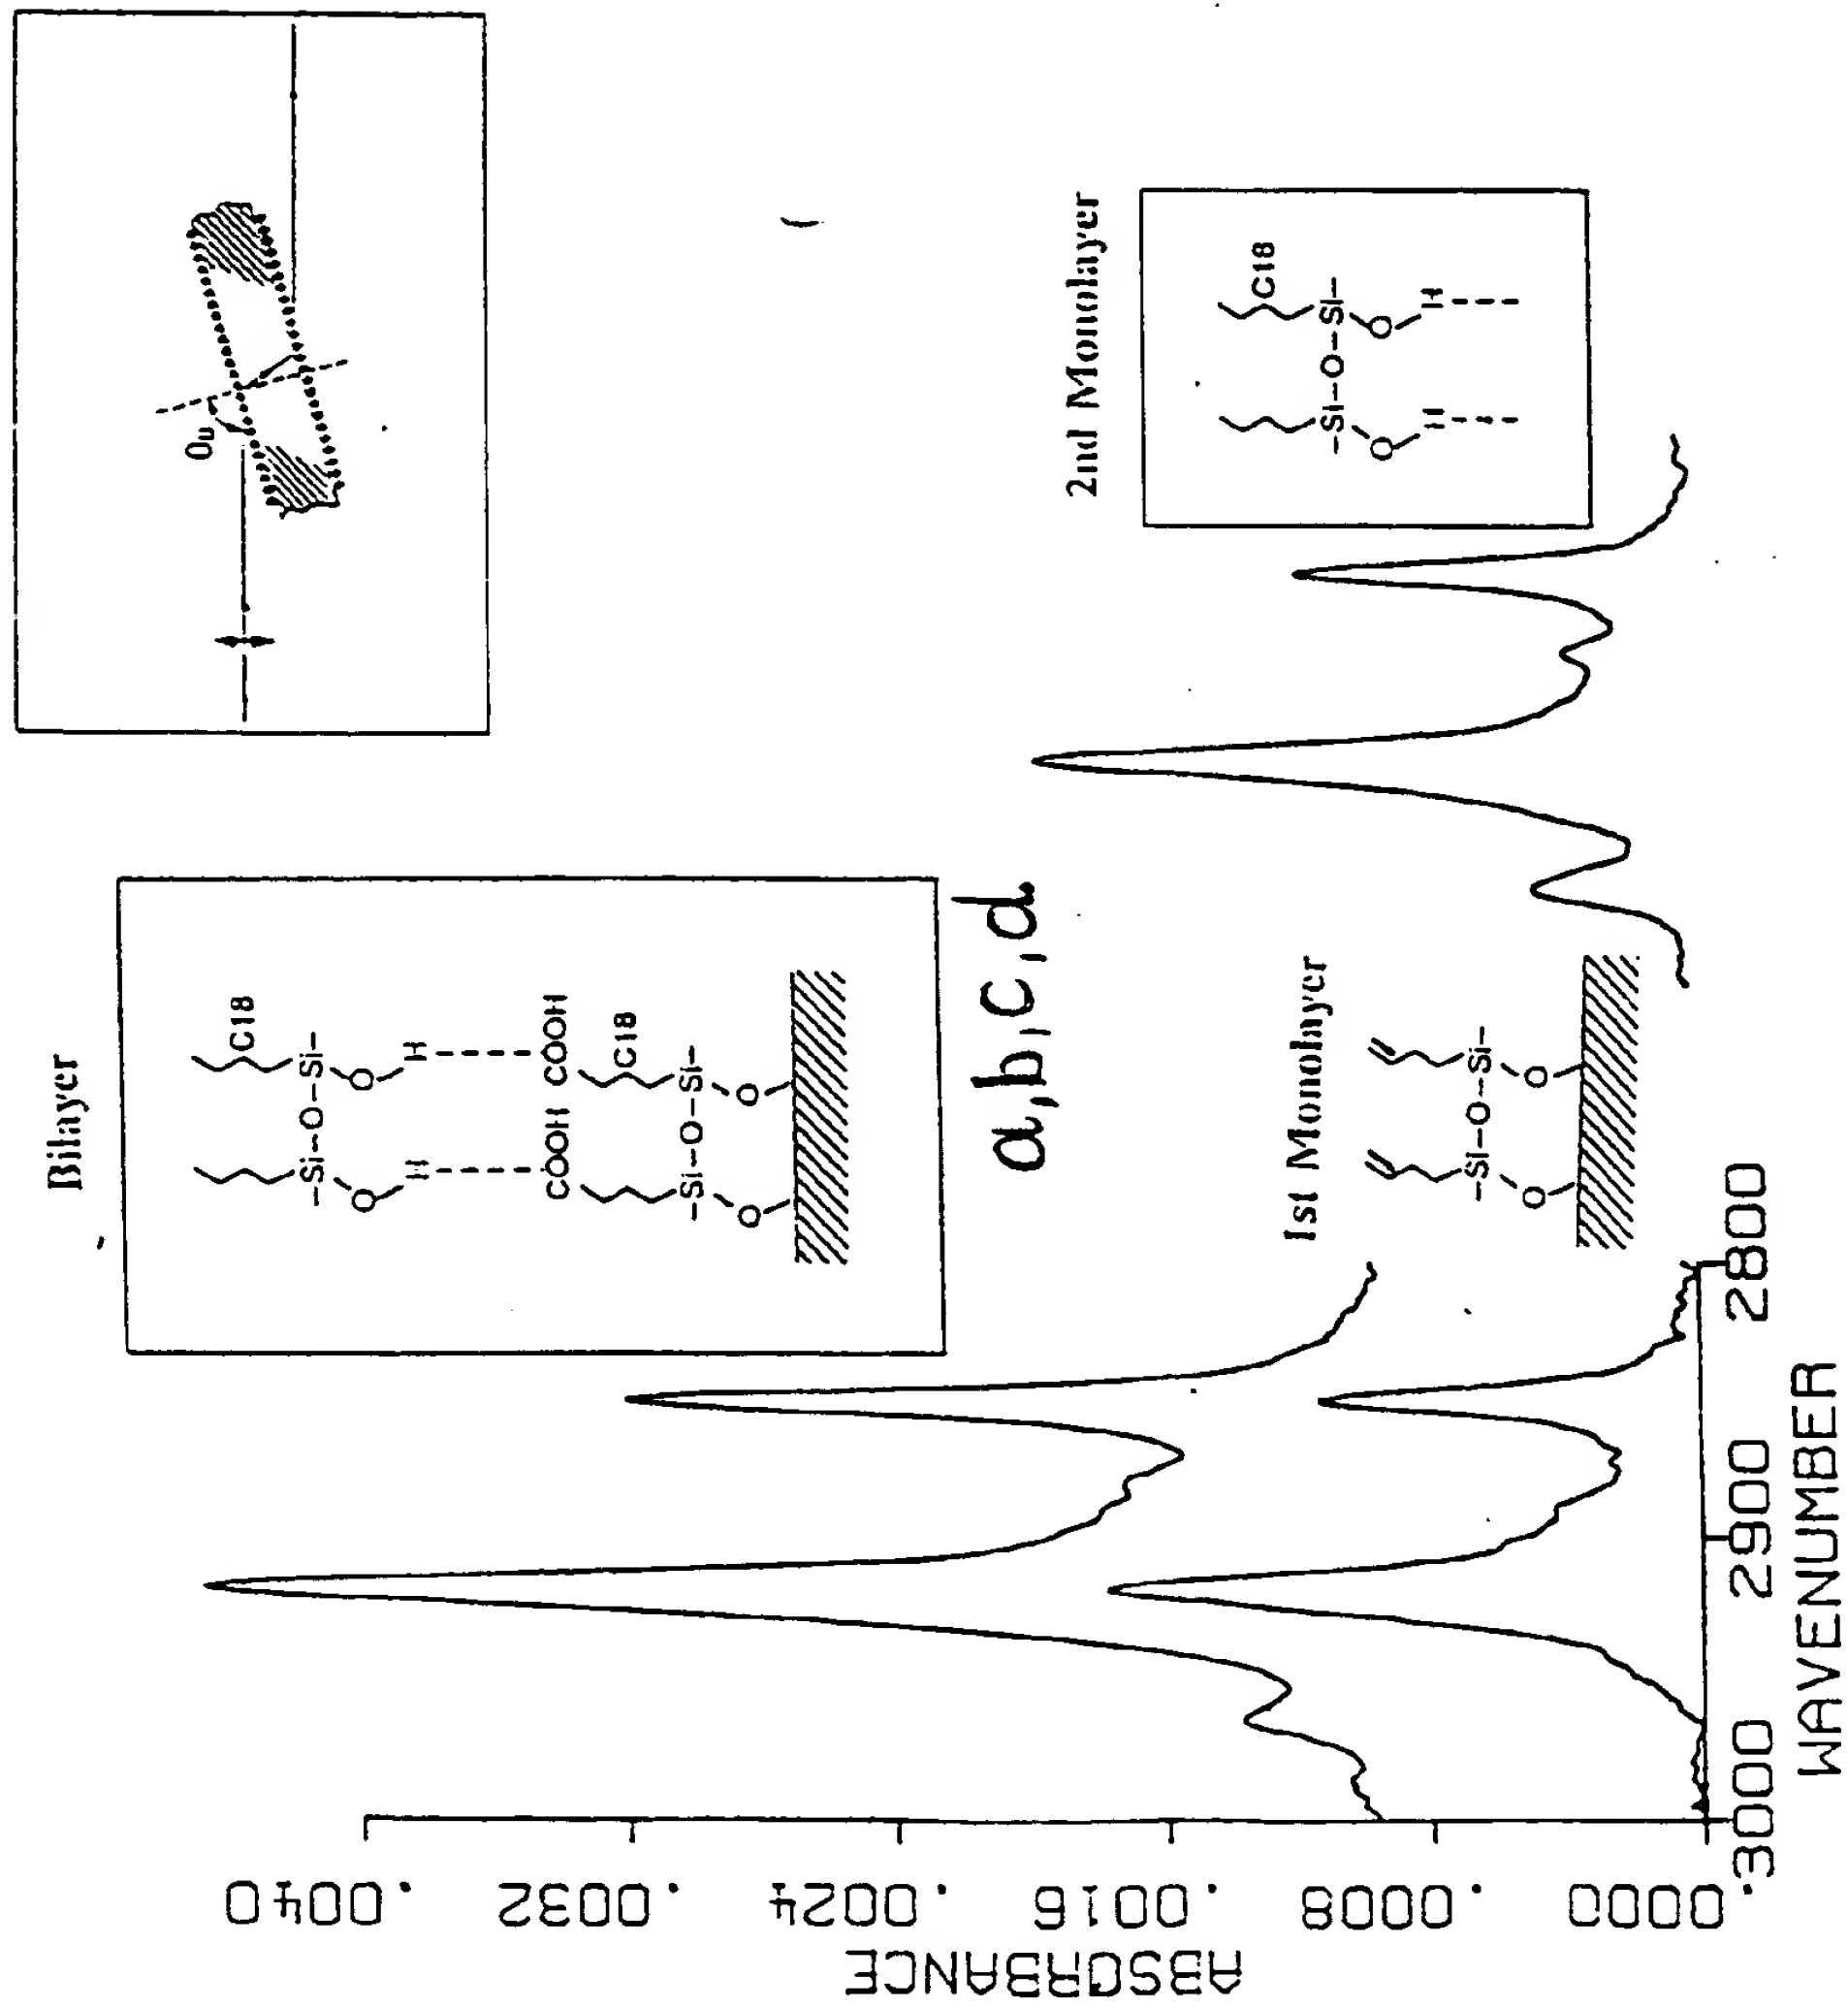 Bilayer
C18
-Si-O-Si-
O O
H H
COOH COOH
C18
-Si-O-Si-
O O
a,b,c,d
2nd Monolayer
C18
-Si-O-Si-
O O
H H
1st Monolayer
-Si-O-Si-
O O
ABSORBANCE
.0040
.0032
.0024
.0016
.0008
.0000
3000
2900
2800
WAVENUMBER